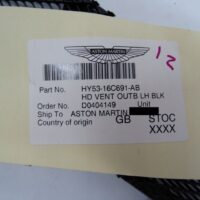 ASTON MARTIN
12
Part No. HY53-16C891-AB
HD VENT OUTB LH BLK
Order No. D0404149 Unit
Ship To ASTON MARTIN
Country of origin GB STOC
XXXX